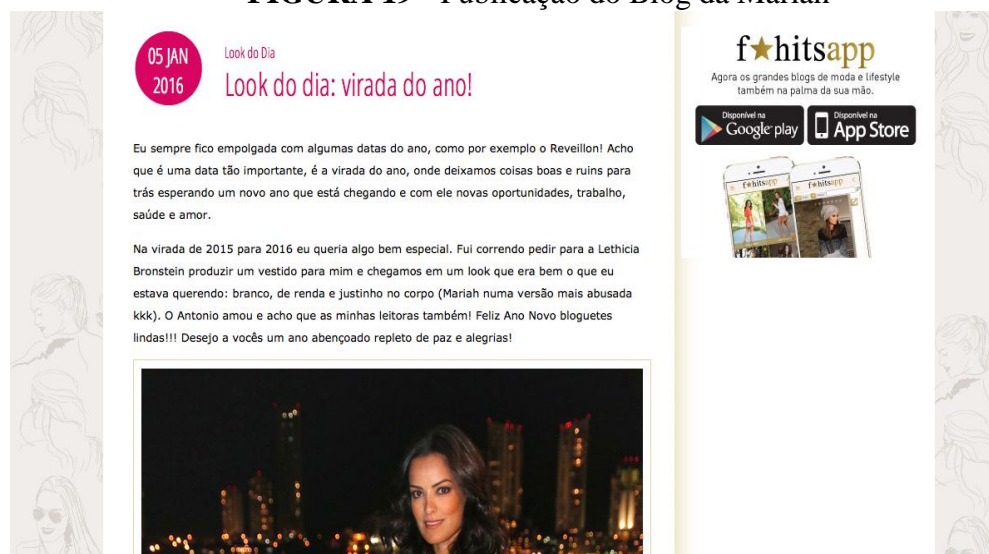 FIGURA 19 - Publicação do Blog da Mariah
05 JAN
2016
Look do Dia
Look do dia: virada do ano!
Eu sempre fico empolgada com algumas datas do ano, como por exemplo o Reveillon! Acho
que é uma data tão importante, é a virada do ano, onde deixamos coisas boas e ruins para
trás esperando um novo ano que está chegando e com ele novas oportunidades, trabalho,
saúde e amor.
Na virada de 2015 para 2016 eu queria algo bem especial. Fui correndo pedir para a Lethicia
Bronstein produzir um vestido para mim e chegamos em um look que era bem o que eu
estava querendo: branco, de renda e justinho no corpo (Mariah numa versão mais abusada
kkk). O Antonio amou e acho que as minhas leitoras também! Feliz Ano Novo bloguetes
lindas!!! Desejo a vocês um ano abençoado repleto de paz e alegrias!
f★hitsapp
Agora os grandes blogs de moda e lifestyle
também na palma da sua mão.
Disponível na
Google play
Disponível na
App Store
f★hitsapp
f★hitsapp